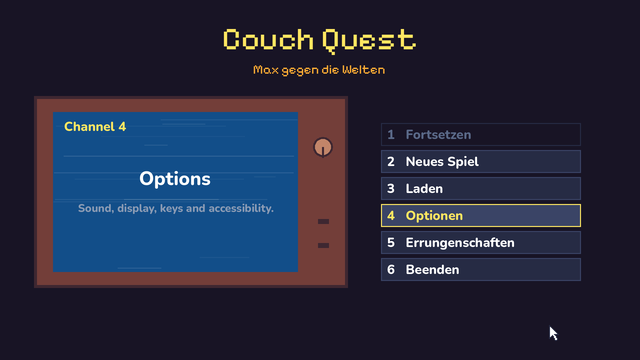 Couch Quest
Max gegen die Welten
Channel 4
Options
Sound, display, keys and accessibility.
1 Fortsetzen
2 Neues Spiel
3 Laden
4 Optionen
5 Errungenschaften
6 Beenden